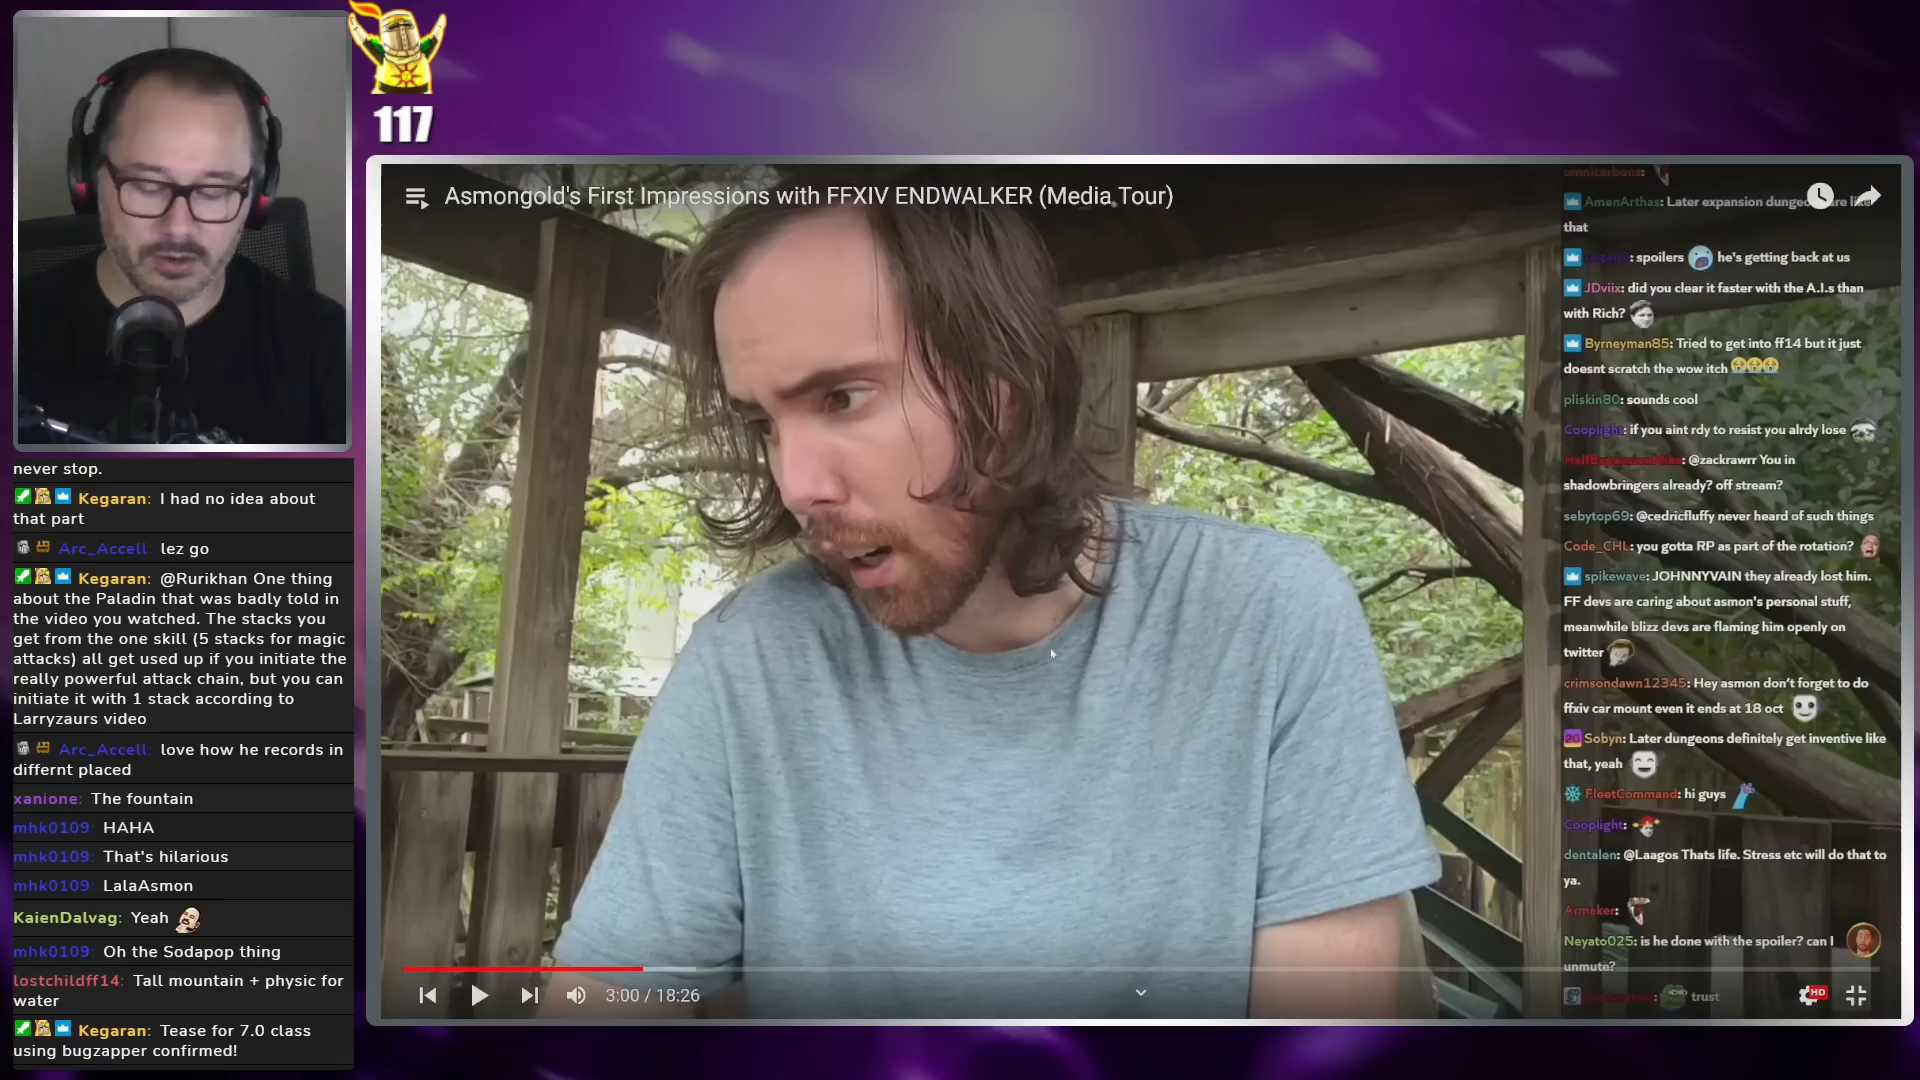 117
never stop.
Kegaran: I had no idea about
that part
Arc_Accell: lez go
Kegaran: @Rurikhan One thing
about the Paladin that was badly told in
the video you watched. The stacks you
get from the one skill (5 stacks for magic
attacks) all get used up if you initiate the
really powerful attack chain, but you can
initiate it with 1 stack according to
Larryzaurs video
Arc_Accell: love how he records in
differnt placed
xanione: The fountain
mhk0109: HAHA
mhk0109: That's hilarious
mhk0109: LalaAsmon
KaienDalvag: Yeah
mhk0109: Oh the Sodapop thing
lostchildff14: Tall mountain + physic for
water
Kegaran: Tease for 7.0 class
using bugzapper confirmed!
Asmongold's First Impressions with FFXIV ENDWALKER (Media Tour)
omnicarbonz:
AmenArthas: Later expansion dungeons are like
that
: spoilers he's getting back at us
JDviix: did you clear it faster with the A.I.s than
with Rich?
Byrneyman85: Tried to get into ff14 but it just
doesnt scratch the wow itch
pliskin80: sounds cool
Cooplight: if you aint rdy to resist you alrdy lose
HalfExpansionMike: @zackrawrr You in
shadowbringers already? off stream?
sebytop69: @cedricfluffy never heard of such things
Code_CHL: you gotta RP as part of the rotation?
spikewave: JOHNNYVAIN they already lost him.
FF devs are caring about asmon's personal stuff,
meanwhile blizz devs are flaming him openly on
twitter
crimsondawn12345: Hey asmon don't forget to do
ffxiv car mount even it ends at 18 oct
20 Sobyn: Later dungeons definitely get inventive like
that, yeah
FleetCommand: hi guys
Cooplight:
dentalen: @Laagos Thats life. Stress etc will do that to
ya.
Armaker:
Neyato025: is he done with the spoiler? can I
unmute?
: trust
3:00 / 18:26
HD